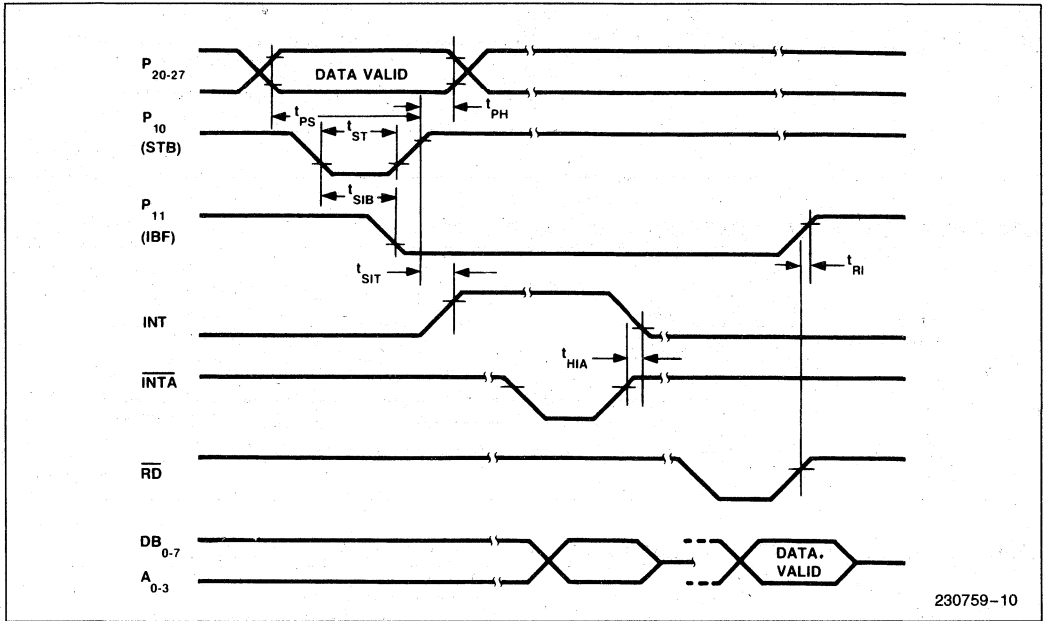 P20-27
DATA VALID
tPS
tPH
P10
(STB)
tST
tSIB
P11
(IBF)
tSIT
tRI
INT
tHIA
INTA
RD
DB0-7
A0-3
DATA.
VALID
230759-10